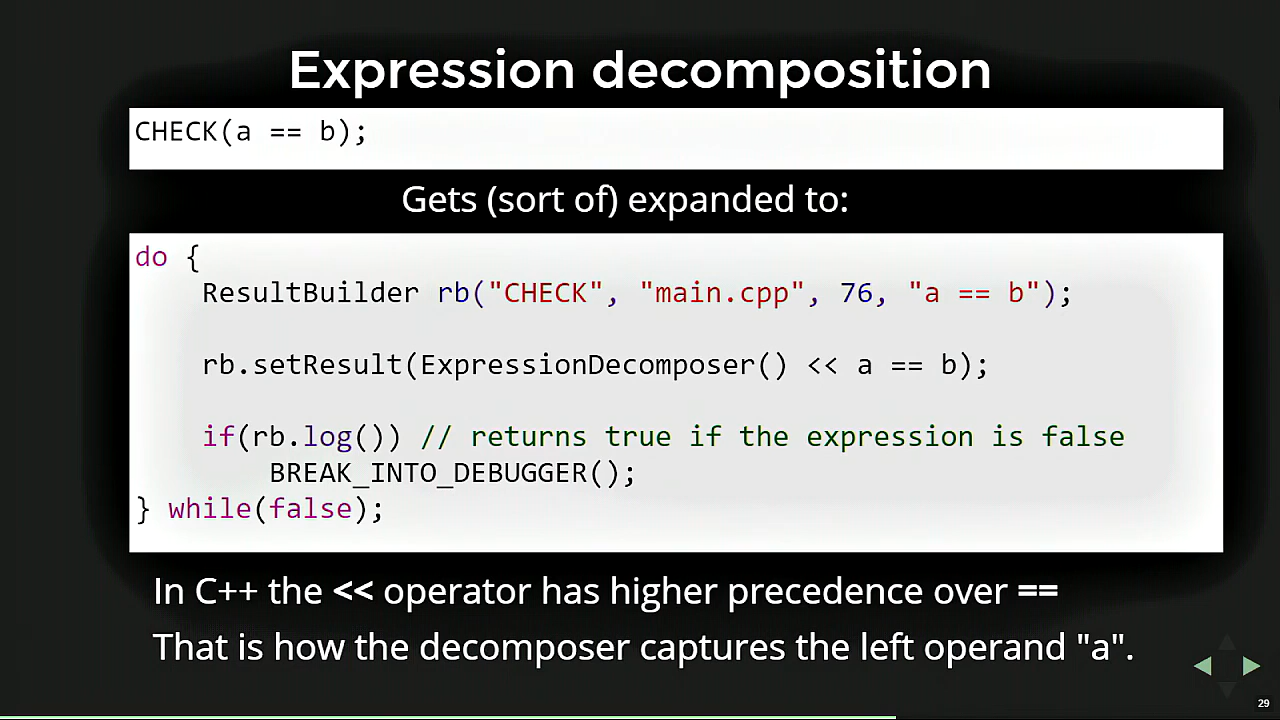 Expression decomposition
CHECK(a == b);
Gets (sort of) expanded to:
do {
    ResultBuilder rb("CHECK", "main.cpp", 76, "a == b");
    rb.setResult(ExpressionDecomposer() << a == b);
    if(rb.log()) // returns true if the expression is false
        BREAK_INTO_DEBUGGER();
} while(false);
In C++ the << operator has higher precedence over ==
That is how the decomposer captures the left operand "a".
29